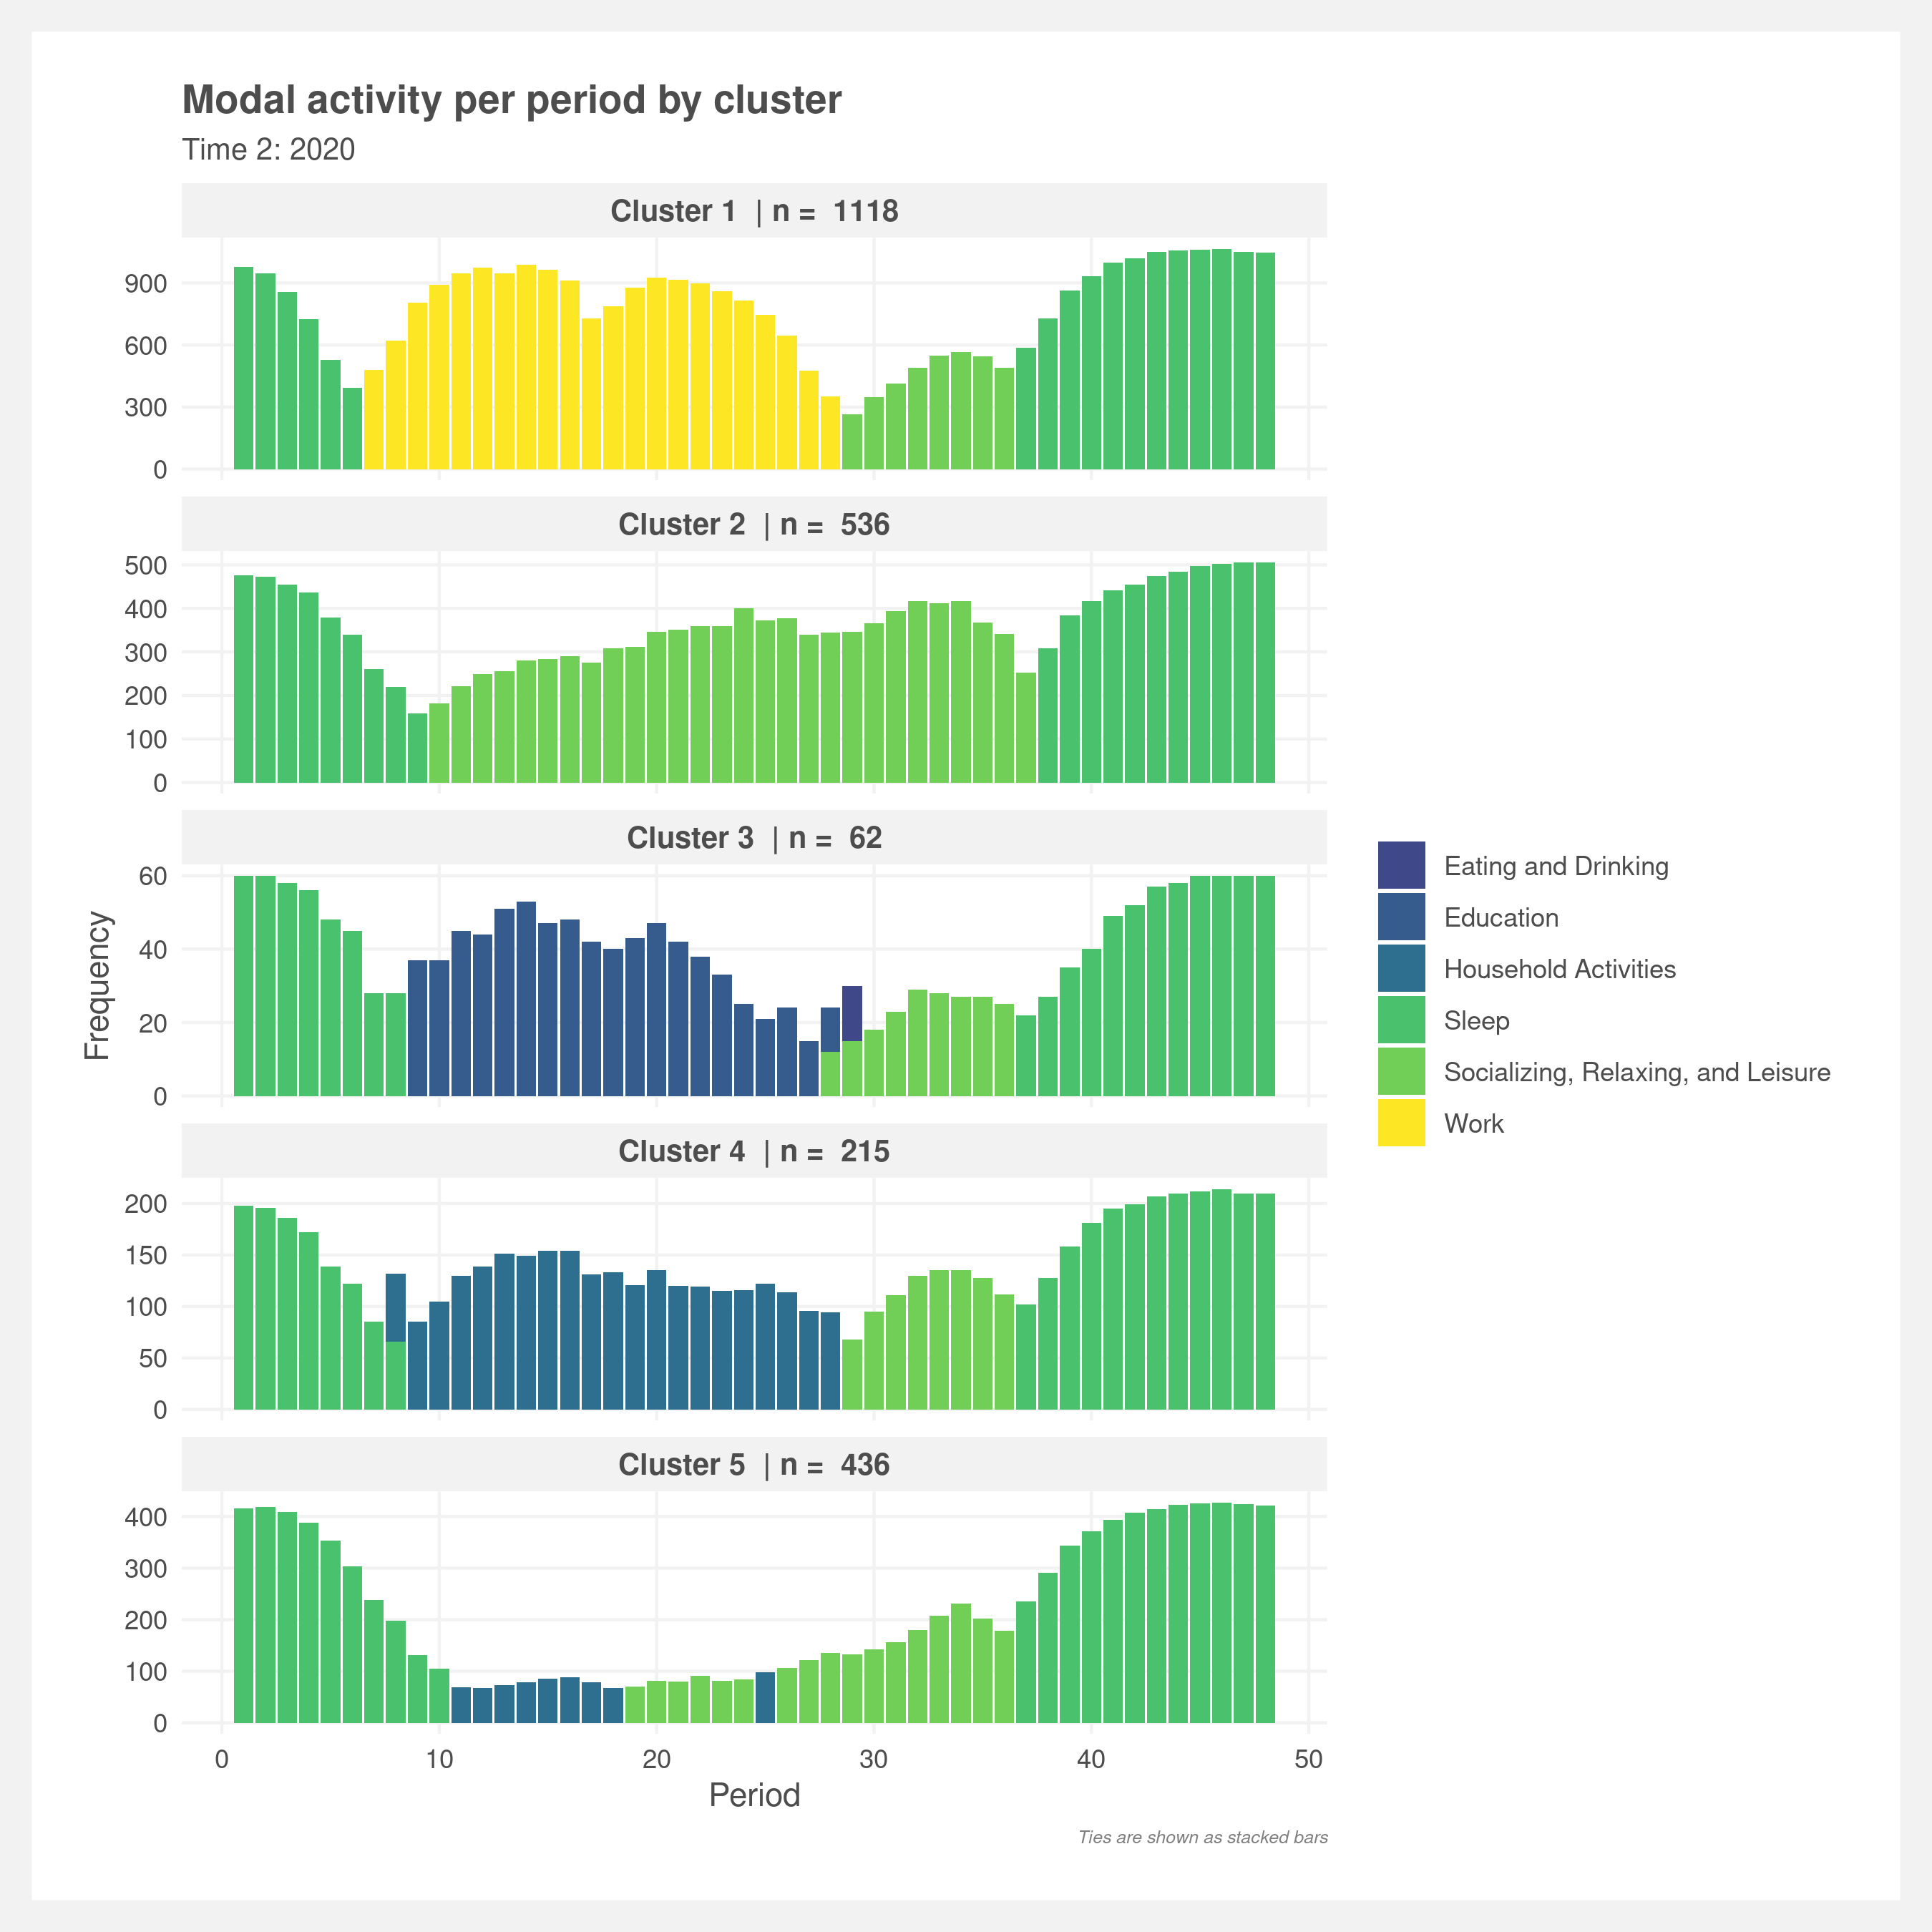 Modal activity per period by cluster
Time 2: 2020
Cluster 1 | n = 1118
900
600
300
0
Cluster 2 | n = 536
500
400
300
200
100
0
Cluster 3 | n = 62
60
40
20
0
Cluster 4 | n = 215
200
150
100
50
0
Cluster 5 | n = 436
400
300
200
100
0
0 10 20 30 40 50
Period
Frequency
Eating and Drinking
Education
Household Activities
Sleep
Socializing, Relaxing, and Leisure
Work
Ties are shown as stacked bars